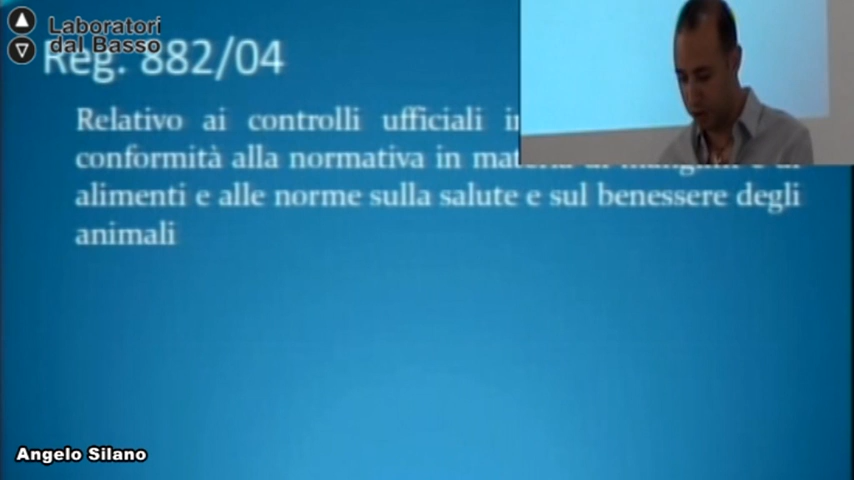 Laboratori
dal Basso
Reg. 882/04
Relativo ai controlli ufficiali
conformità alla normativa in
alimenti e alle norme sulla salute e sul benessere degli
animali
Angelo Silano